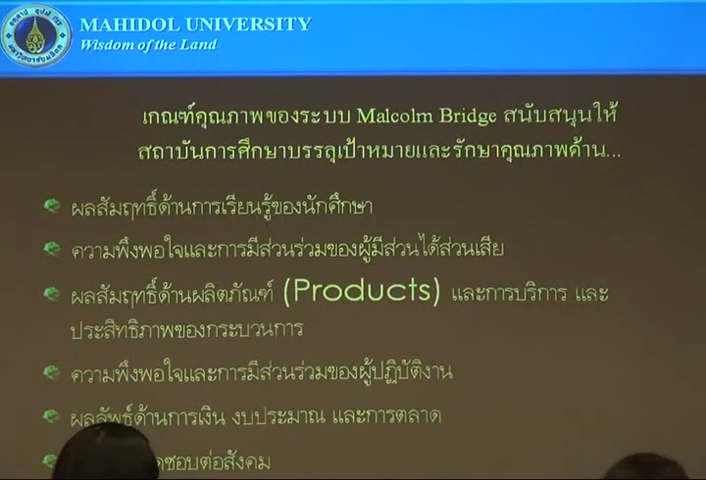 MAHIDOL UNIVERSITY
Wisdom of the Land
เกณฑ์คุณภาพของระบบ Malcolm Bridge สนับสนุนให้
สถาบันการศึกษาบรรลุเป้าหมายและรักษาคุณภาพด้าน...
ผลสัมฤทธิ์ด้านการเรียนรู้ของนักศึกษา
ความพึงพอใจและการมีส่วนร่วมของผู้มีส่วนได้ส่วนเสีย
ผลสัมฤทธิ์ด้านผลิตภัณฑ์ (Products) และการบริการ และ
ประสิทธิภาพของกระบวนการ
ความพึงพอใจและการมีส่วนร่วมของผู้ปฏิบัติงาน
ผลลัพธ์ด้านการเงิน งบประมาณ และการตลาด
ชอบต่อสังคม